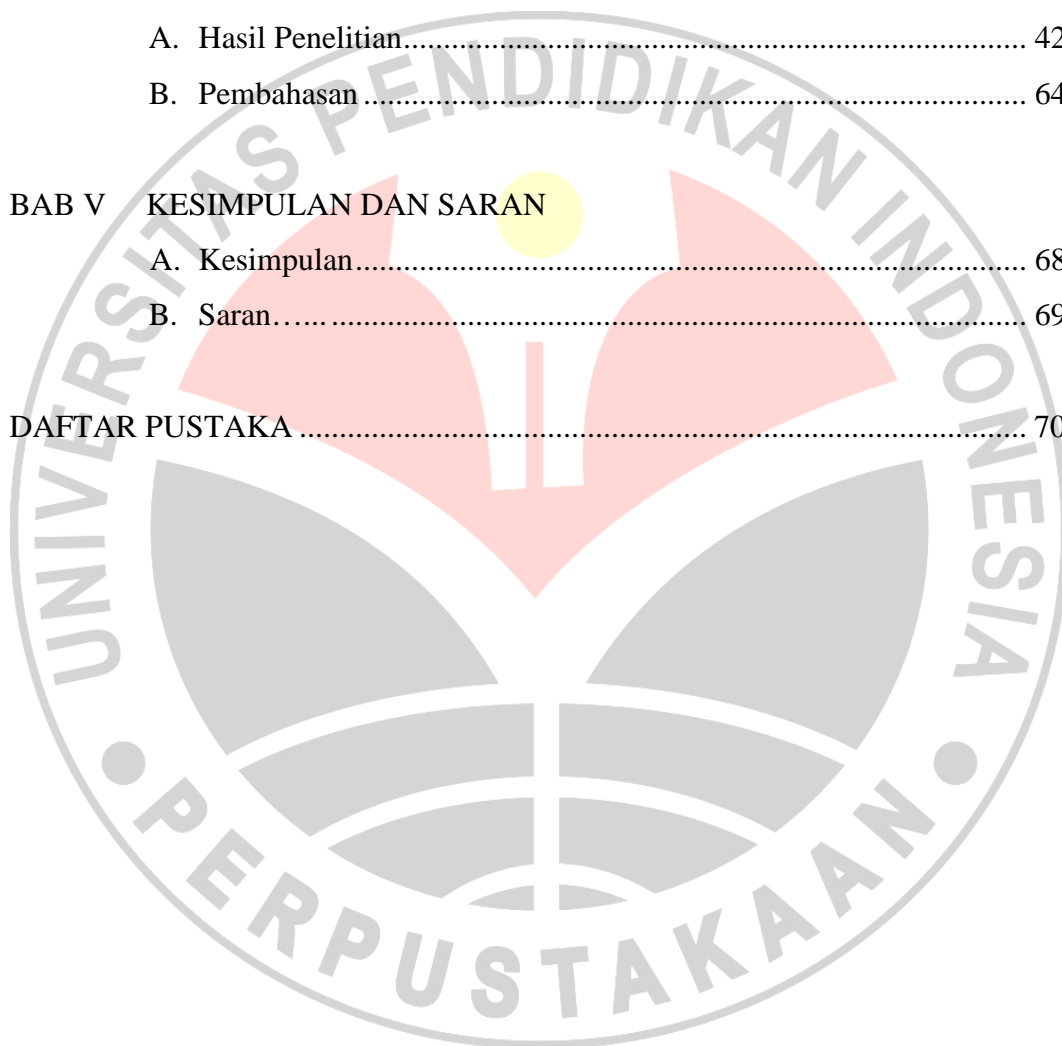 A. Hasil Penelitian............................................................................... 42
B. Pembahasan .................................................................................... 64
BAB V KESIMPULAN DAN SARAN
A. Kesimpulan..................................................................................... 68
B. Saran…... ........................................................................................ 69
DAFTAR PUSTAKA ............................................................................................ 70
UNIVERSITAS PENDIDIKAN INDONESIA
PERPUSTAKAAN